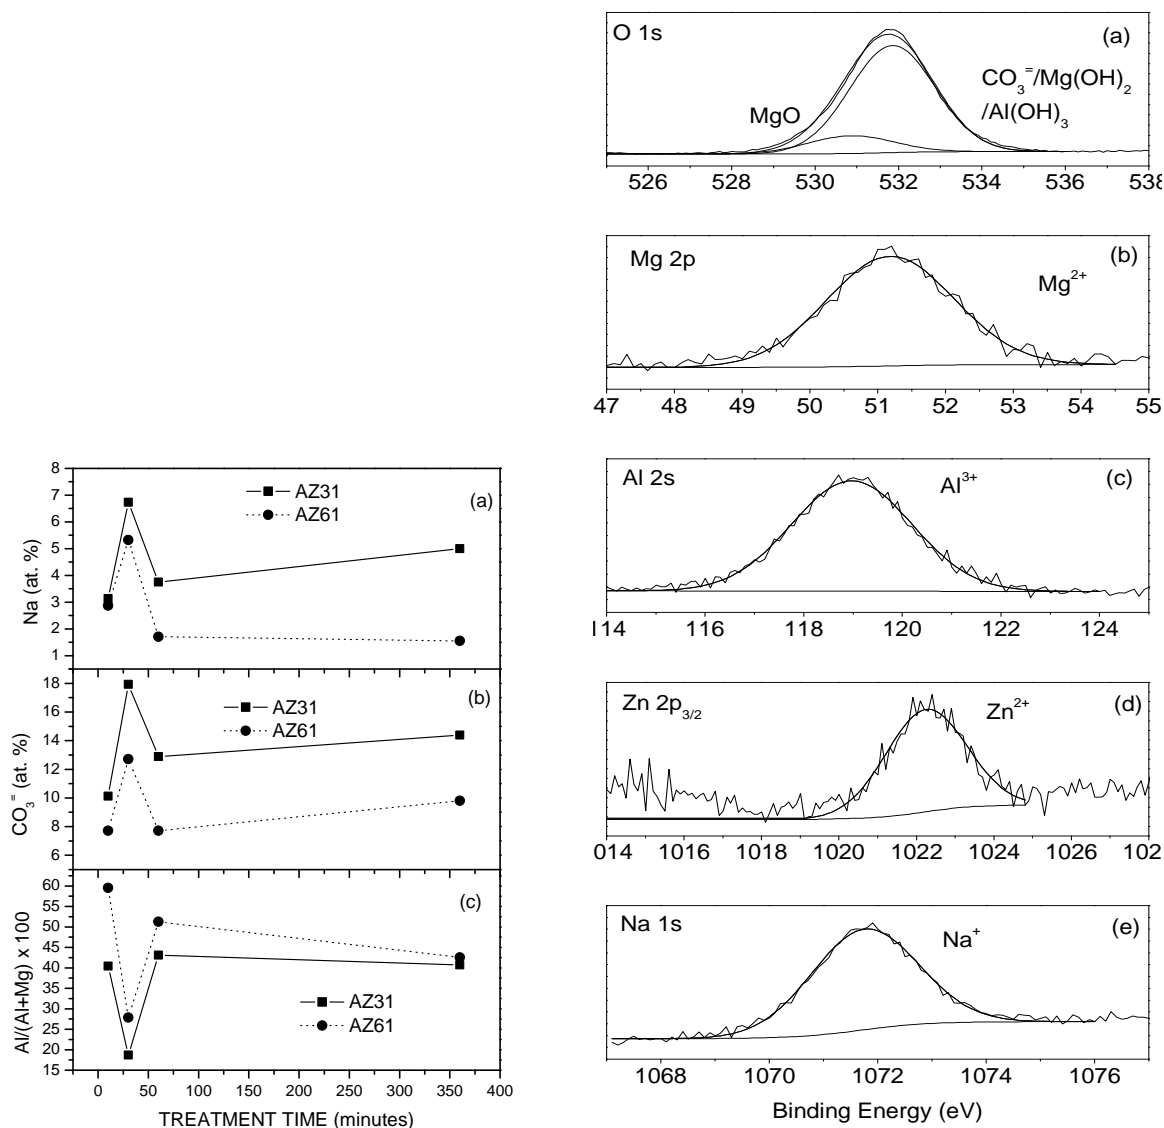 8
7
6
5
4
3
2
1
Na (at. %)
AZ31
AZ61
(a)
18
16
14
12
10
8
6
CO₃⁼ (at. %)
AZ31
AZ61
(b)
60
55
50
45
40
35
30
25
20
15
Al/(Al+Mg) x 100
(c)
AZ31
AZ61
0 50 100 150 200 250 300 350 400
TREATMENT TIME (minutes)
O 1s
(a)
MgO
CO₃⁼/Mg(OH)₂
/Al(OH)₃
526 528 530 532 534 536 538
Mg 2p
(b)
Mg²⁺
47 48 49 50 51 52 53 54 55
Al 2s
Al³⁺
(c)
114 116 118 120 122 124
Zn 2p₃/₂
Zn²⁺
(d)
014 1016 1018 1020 1022 1024 1026 102
Na 1s
Na⁺
(e)
1068 1070 1072 1074 1076
Binding Energy (eV)